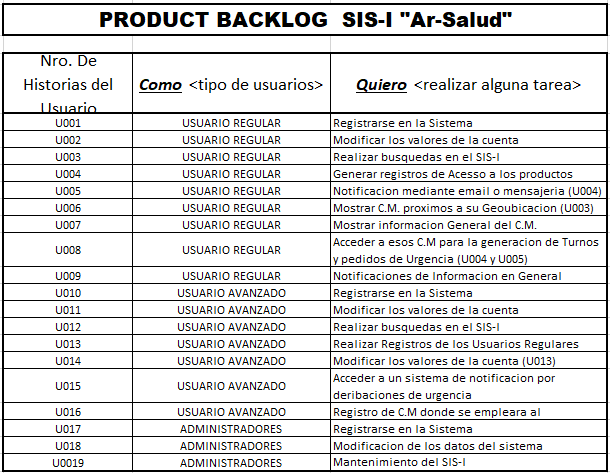 PRODUCT BACKLOG SIS-I "Ar-Salud"
Nro. De
Historias del
Usuario
Como <tipo de usuarios>
Quiero <realizar alguna tarea>
U001 USUARIO REGULAR Registrarse en la Sistema
U002 USUARIO REGULAR Modificar los valores de la cuenta
U003 USUARIO REGULAR Realizar busquedas en el SIS-I
U004 USUARIO REGULAR Generar registros de Acesso a los productos
U005 USUARIO REGULAR Notificacion mediante email o mensajeria (U004)
U006 USUARIO REGULAR Mostrar C.M. proximos a su Geoubicacion (U003)
U007 USUARIO REGULAR Mostrar informacion General del C.M.
U008 USUARIO REGULAR Acceder a esos C.M para la generacion de Turnos
y pedidos de Urgencia (U004 y U005)
U009 USUARIO REGULAR Notificaciones de Informacion en General
U010 USUARIO AVANZADO Registrarse en la Sistema
U011 USUARIO AVANZADO Modificar los valores de la cuenta
U012 USUARIO AVANZADO Realizar busquedas en el SIS-I
U013 USUARIO AVANZADO Realizar Registros de los Usuarios Regulares
U014 USUARIO AVANZADO Modificar los valores de la cuenta (U013)
U015 USUARIO AVANZADO Acceder a un sistema de notificacion por
deribaciones de urgencia
U016 USUARIO AVANZADO Registro de C.M donde se empleara al
U017 ADMINISTRADORES Registrarse en la Sistema
U018 ADMINISTRADORES Modificacion de los datos del sistema
U0019 ADMINISTRADORES Mantenimiento del SIS-I